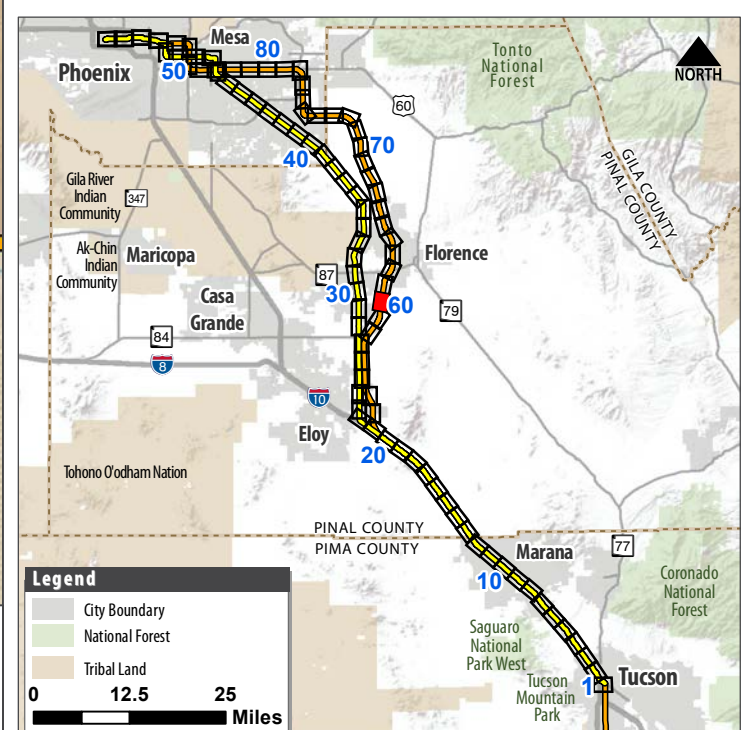 Mesa
80
Tonto
National
Forest
NORTH
Phoenix
50
60
70
40
GILA COUNTY
PINAL COUNTY
Gila River
Indian
Community
347
Ak-Chin
Indian
Community
Maricopa
Florence
87
30
60
Casa
Grande
79
84
8
10
Eloy
20
Tohono O'odham Nation
PINAL COUNTY
PIMA COUNTY
Marana
77
10
Coronado
National
Forest
Saguaro
National
Park West
Tucson
Mountain
Park
1
Tucson
Legend
City Boundary
National Forest
Tribal Land
0 12.5 25
Miles